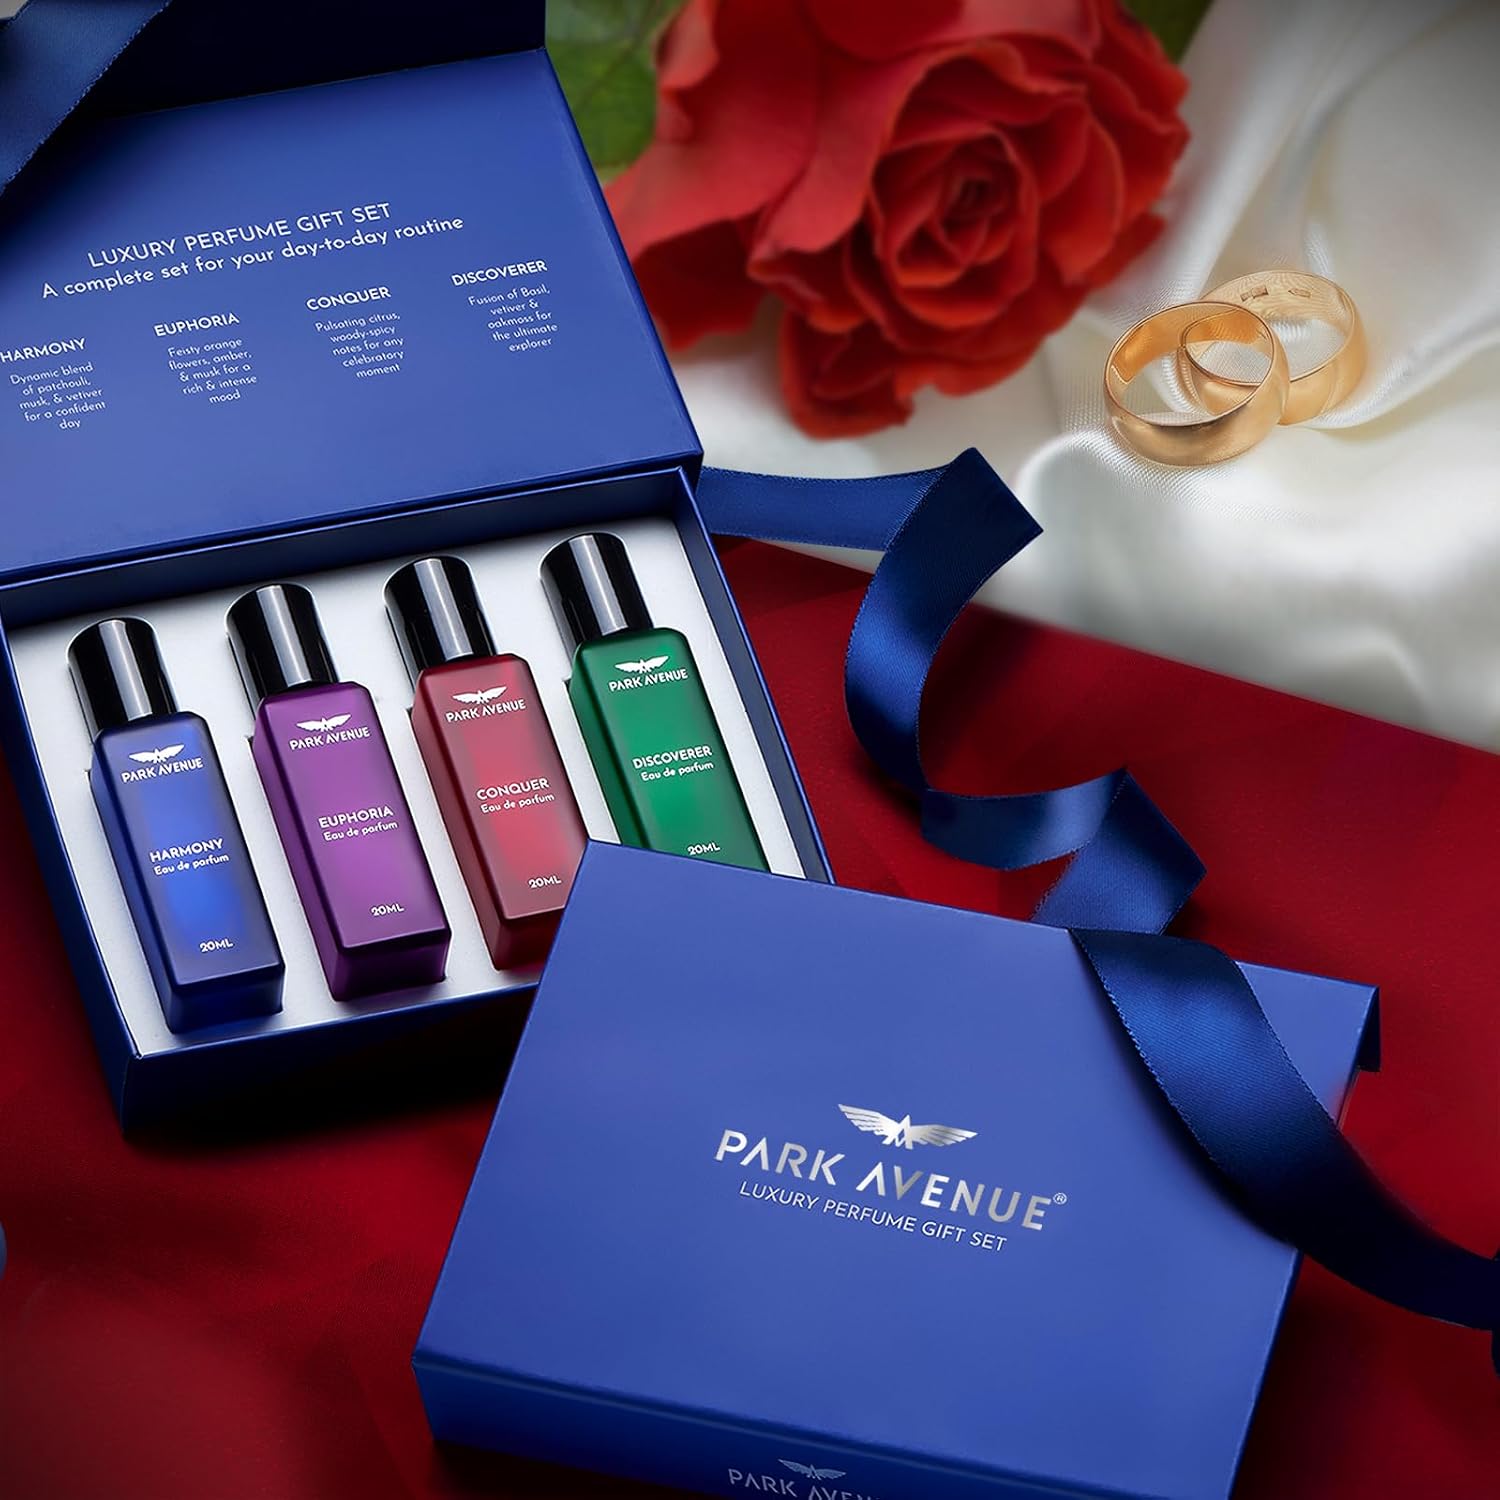 LUXURY PERFUME GIFT SET
A complete set for your day-to-day routine
HARMONY
Dynamic blend
of patchouli,
musk, & vetiver
for a confident
day
EUPHORIA
Feisty orange
flowers, amber,
& musk for a
rich & intense
mood
CONQUER
Pulsating citrus,
woody-spicy
notes for any
celebratory
moment
DISCOVERER
Fusion of Basil,
vetiver &
oakmoss for
the ultimate
explorer
PARK AVENUE
HARMONY
Eau de parfum
20ML
PARK AVENUE
EUPHORIA
Eau de parfum
20ML
PARK AVENUE
CONQUER
Eau de parfum
20ML
PARK AVENUE
DISCOVERER
Eau de parfum
20ML
PARK AVENUE®
LUXURY PERFUME GIFT SET
PARK AVENUE